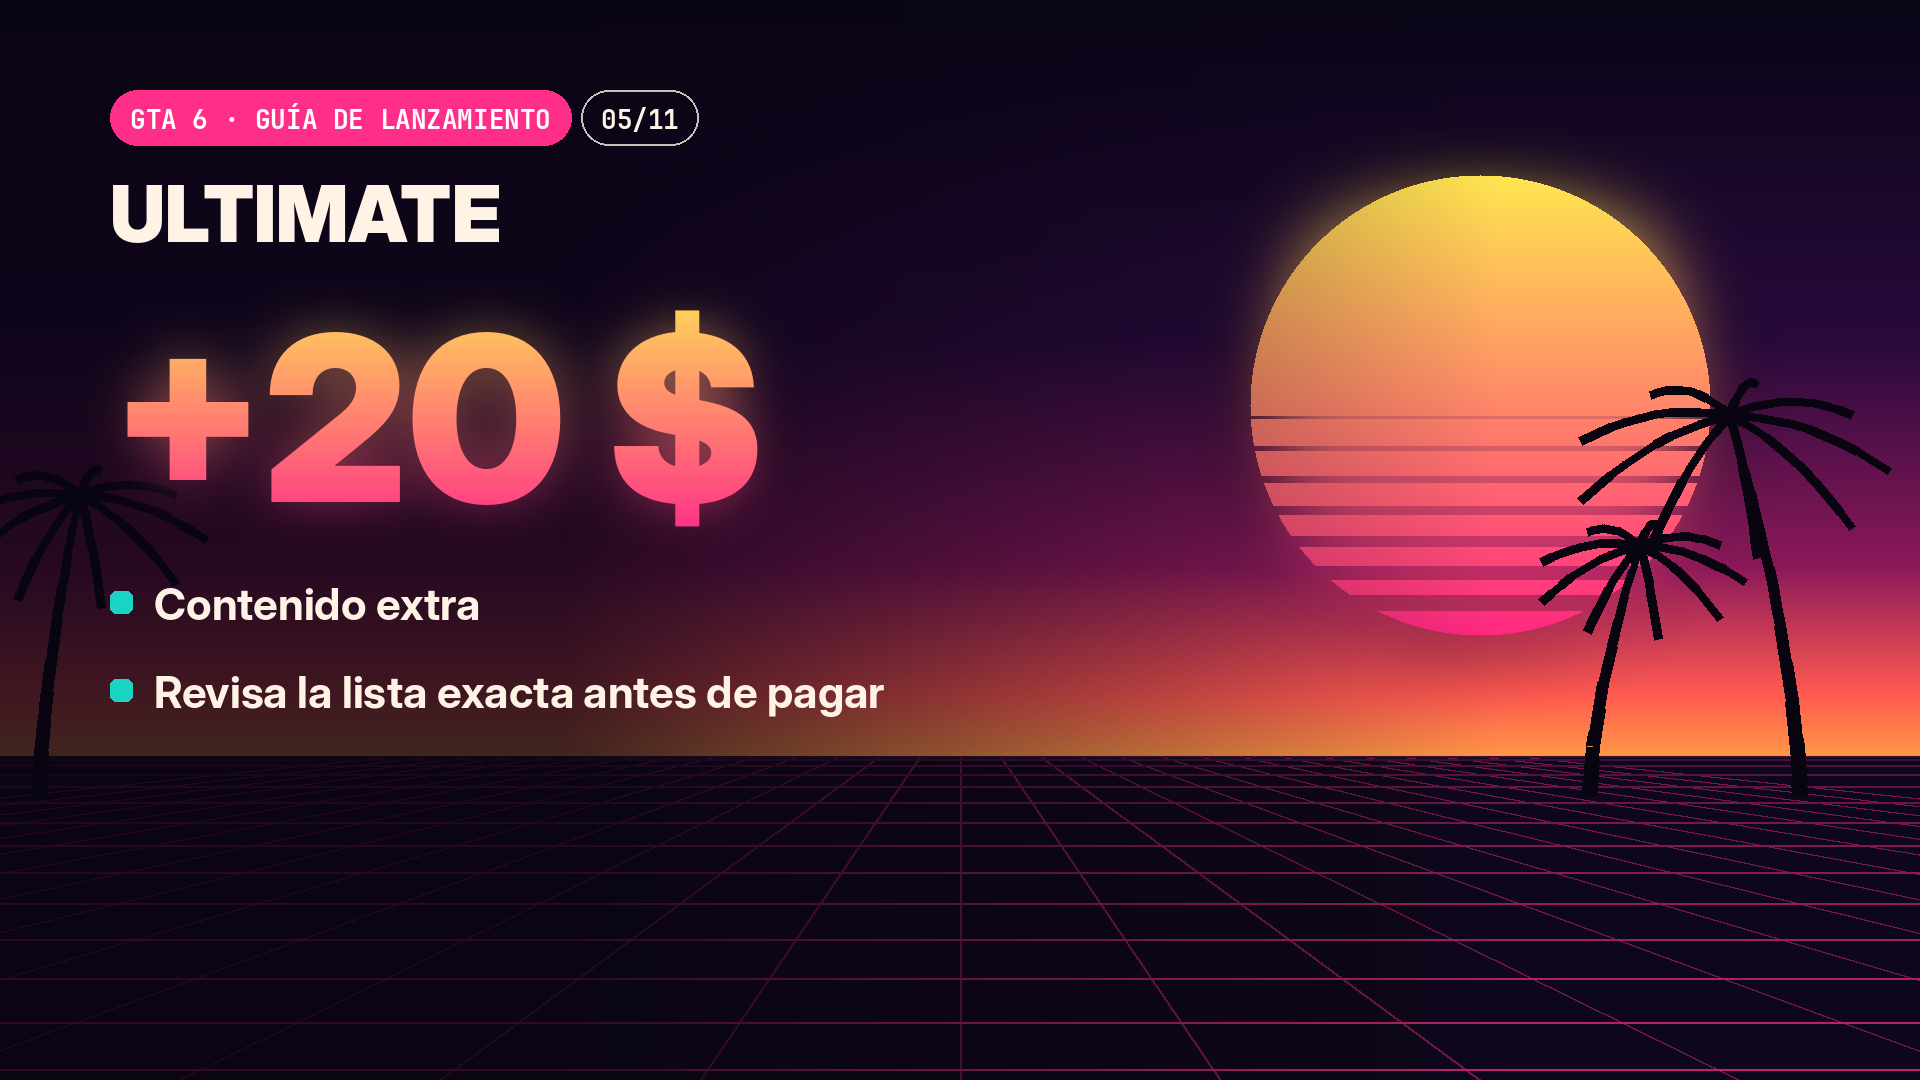 GTA 6 · GUÍA DE LANZAMIENTO 05/11
ULTIMATE
+20 $
Contenido extra
Revisa la lista exacta antes de pagar